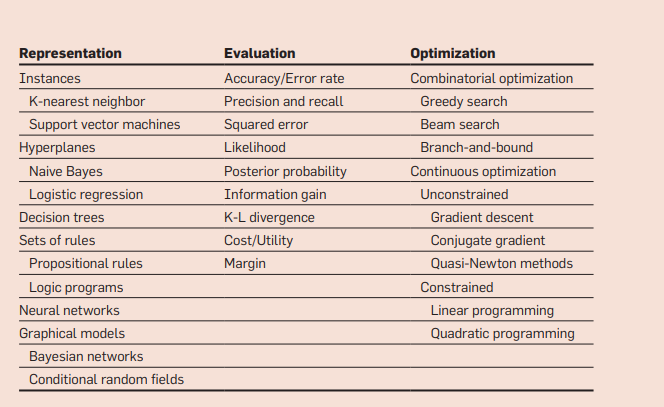 Representation Evaluation Optimization
Instances Accuracy/Error rate Combinatorial optimization
K-nearest neighbor Precision and recall Greedy search
Support vector machines Squared error Beam search
Hyperplanes Likelihood Branch-and-bound
Naive Bayes Posterior probability Continuous optimization
Logistic regression Information gain Unconstrained
Decision trees K-L divergence Gradient descent
Sets of rules Cost/Utility Conjugate gradient
Propositional rules Margin Quasi-Newton methods
Logic programs Constrained
Neural networks Linear programming
Graphical models Quadratic programming
Bayesian networks
Conditional random fields